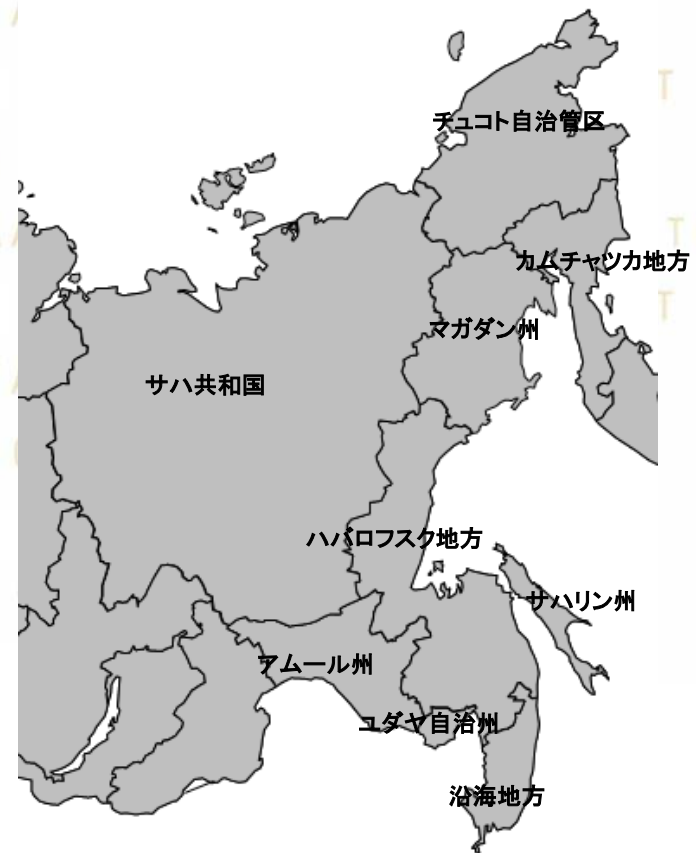 チュコト自治管区
カムチャツカ地方
マガダン州
サハ共和国
ハバロフスク地方
サハリン州
アムール州
ユダヤ自治州
沿海地方